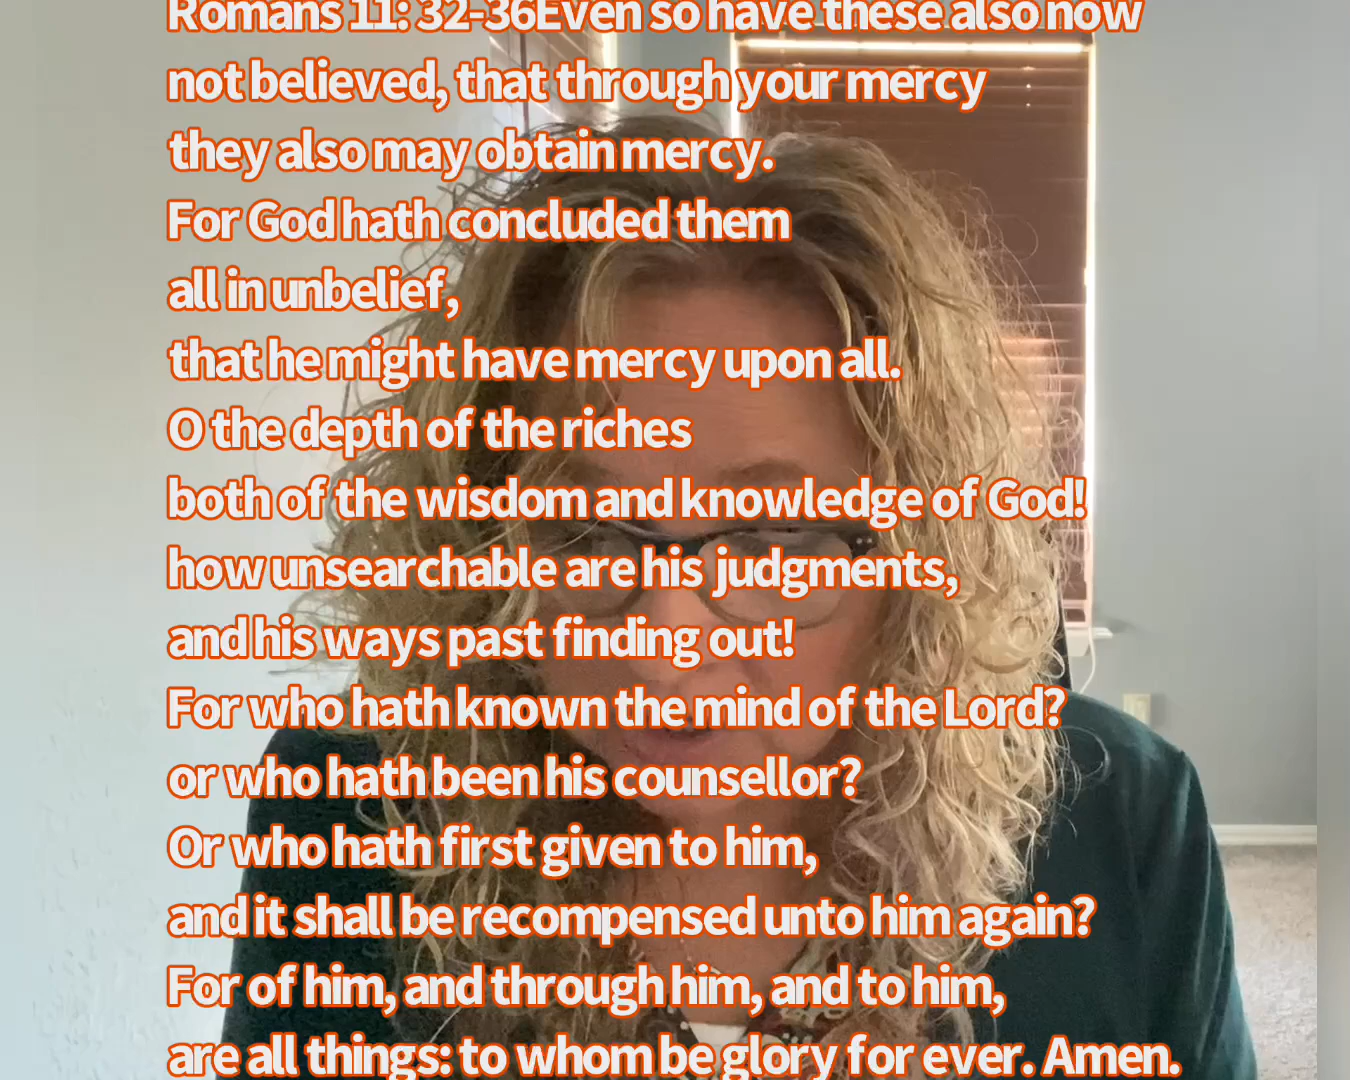 Romans 11: 32-36Even so have these also now
not believed, that through your mercy
they also may obtain mercy.
For God hath concluded them
all in unbelief,
that he might have mercy upon all.
O the depth of the riches
both of the wisdom and knowledge of God!
how unsearchable are his judgments,
and his ways past finding out!
For who hath known the mind of the Lord?
or who hath been his counsellor?
Or who hath first given to him,
and it shall be recompensed unto him again?
For of him, and through him, and to him,
are all things: to whom be glory for ever. Amen.